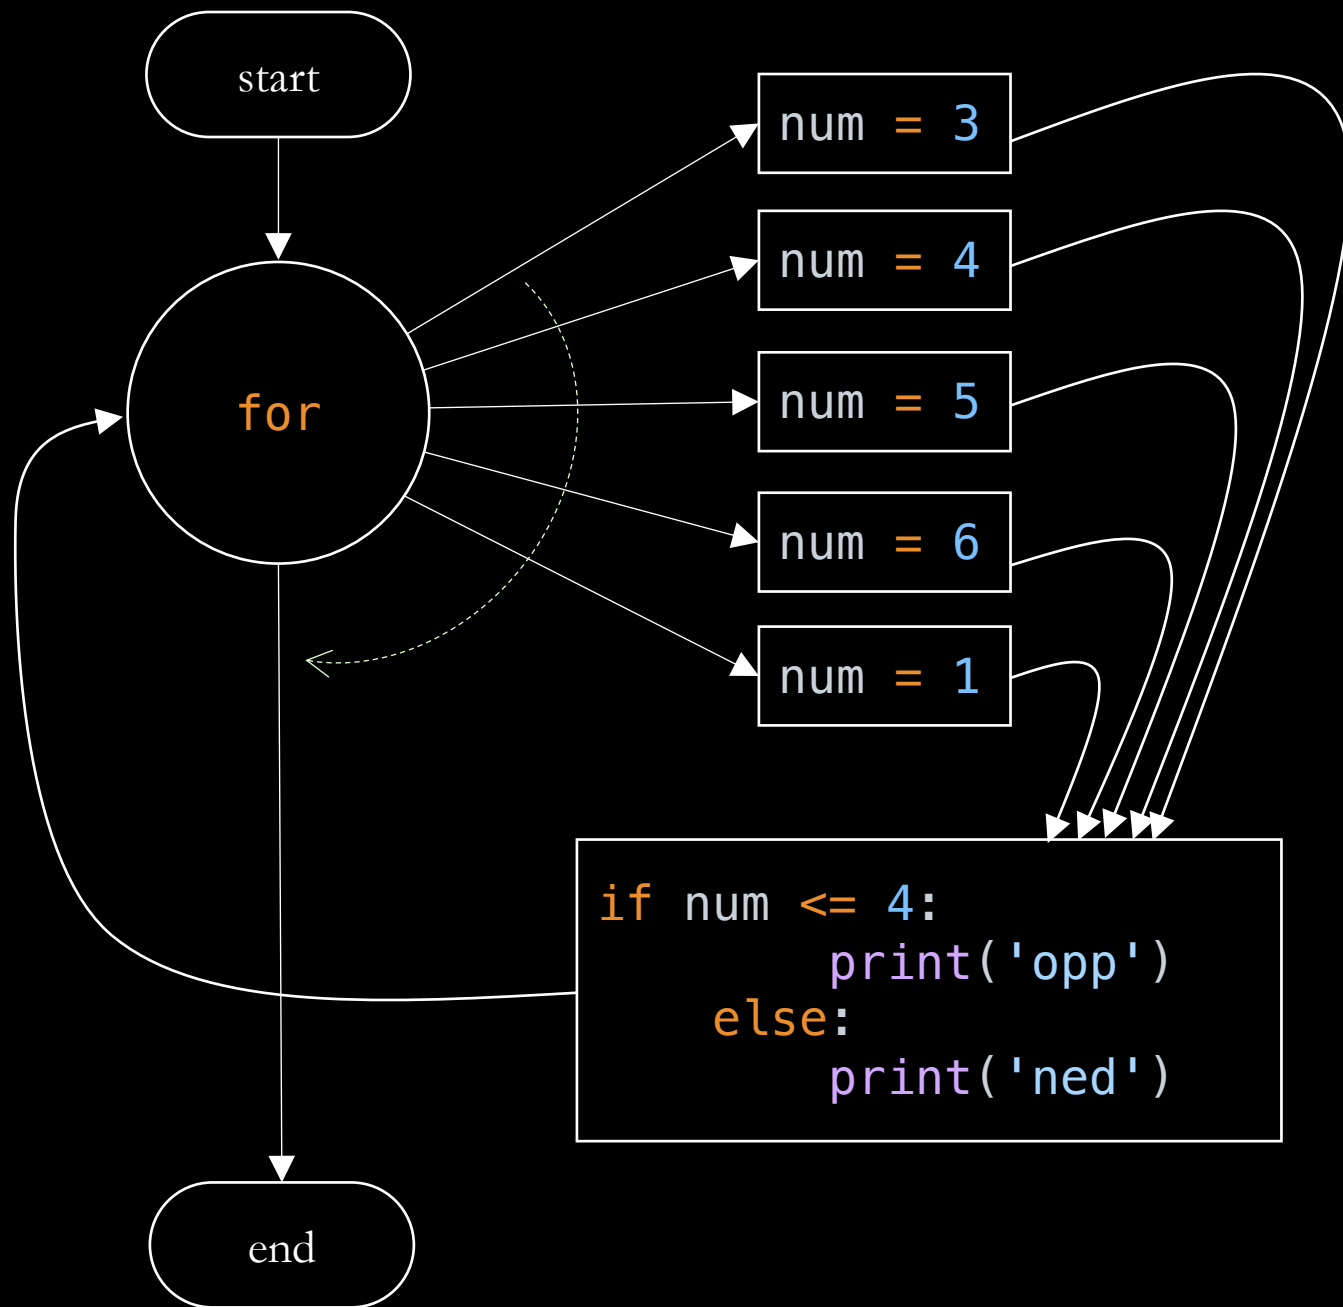 start
for
num = 3
num = 4
num = 5
num = 6
num = 1
if num <= 4:
print('opp')
else:
print('ned')
end